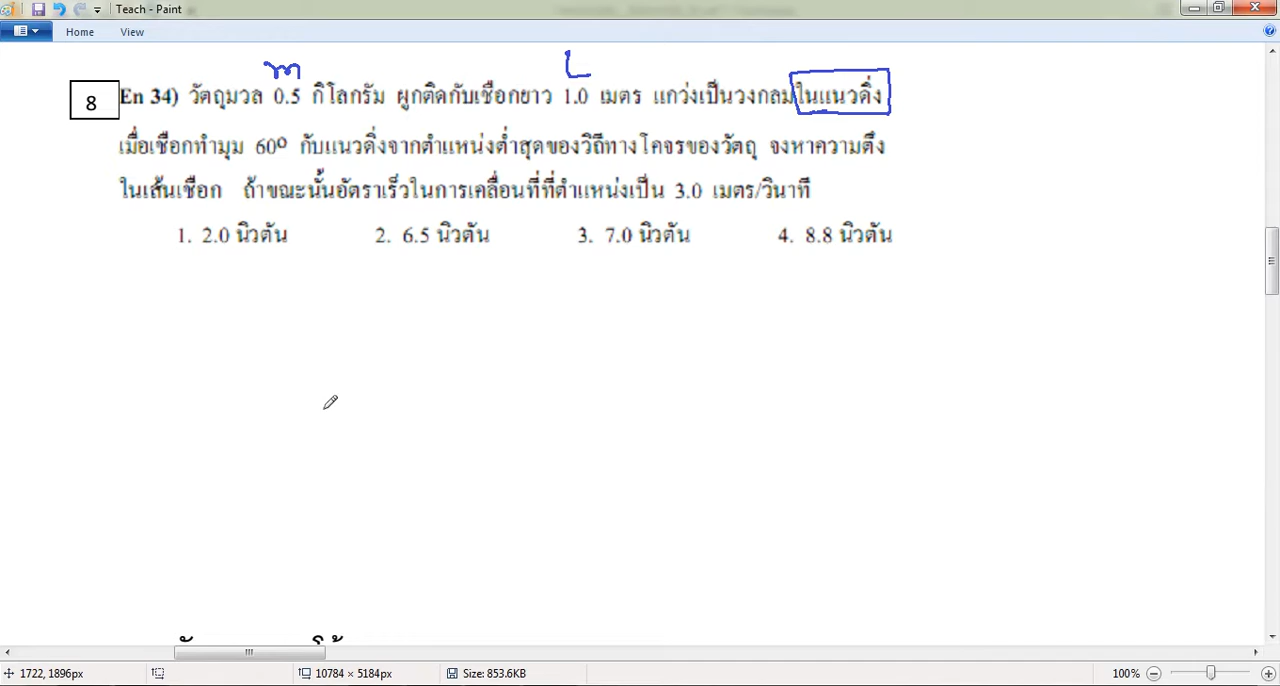 Teach - Paint
Home View
m L
8 En 34) วัตถุมวล 0.5 กิโลกรัม ผูกติดกับเชือกยาว 1.0 เมตร แกว่งเป็นวงกลมในแนวดิ่ง
เมื่อเชือกทำมุม 60º กับแนวดิ่งจากตำแหน่งต่ำสุดของวิถีทางโคจรของวัตถุ จงหาความตึง
ในเส้นเชือก ถ้าขณะนั้นอัตราเร็วในการเคลื่อนที่ที่ตำแหน่งเป็น 3.0 เมตร/วินาที
1. 2.0 นิวตัน 2. 6.5 นิวตัน 3. 7.0 นิวตัน 4. 8.8 นิวตัน
1722, 1896px 10784 × 5184px Size: 853.6KB 100%